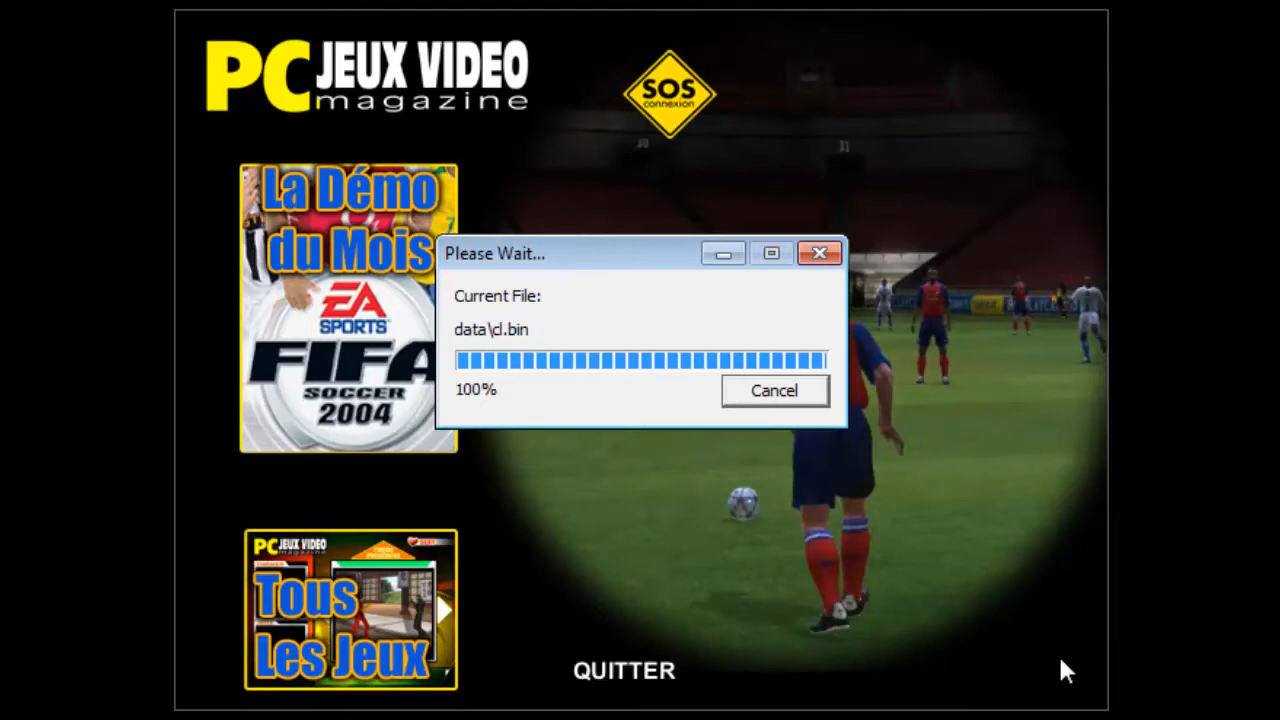 PC JEUX VIDEO
magazine
SOS
connexion
La Démo
du Mois
EA
SPORTS
FIFA
SOCCER
2004
Please Wait...
Current File:
data\cl.bin
100%
Cancel
PC JEUX VIDEO
magazine
Tous
Les Jeux
QUITTER